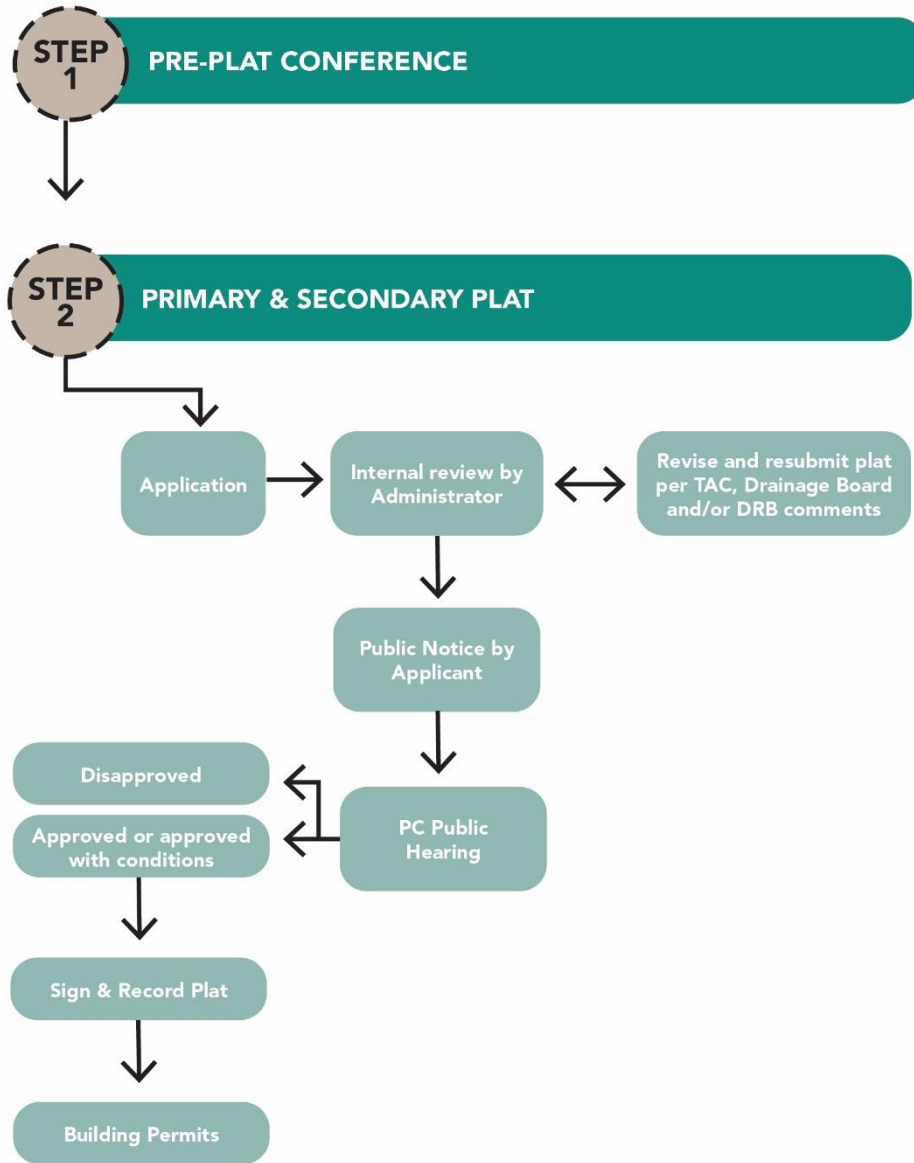 STEP
1
PRE-PLAT CONFERENCE
STEP
2
PRIMARY & SECONDARY PLAT
Application
Internal review by
Administrator
Revise and resubmit plat
per TAC, Drainage Board
and/or DRB comments
Public Notice by
Applicant
Disapproved
Approved or approved
with conditions
PC Public
Hearing
Sign & Record Plat
Building Permits